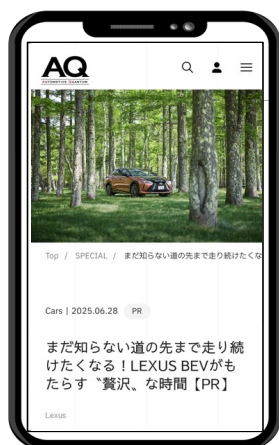 AQ
AUTOMOTIVE QUANTUM
Top / SPECIAL / まだ知らない道の先まで走り続けたくな
Cars | 2025.06.28 PR
まだ知らない道の先まで走り続
けたくなる！LEXUS BEVがも
たらす〝贅沢〟な時間【PR】
Lexus